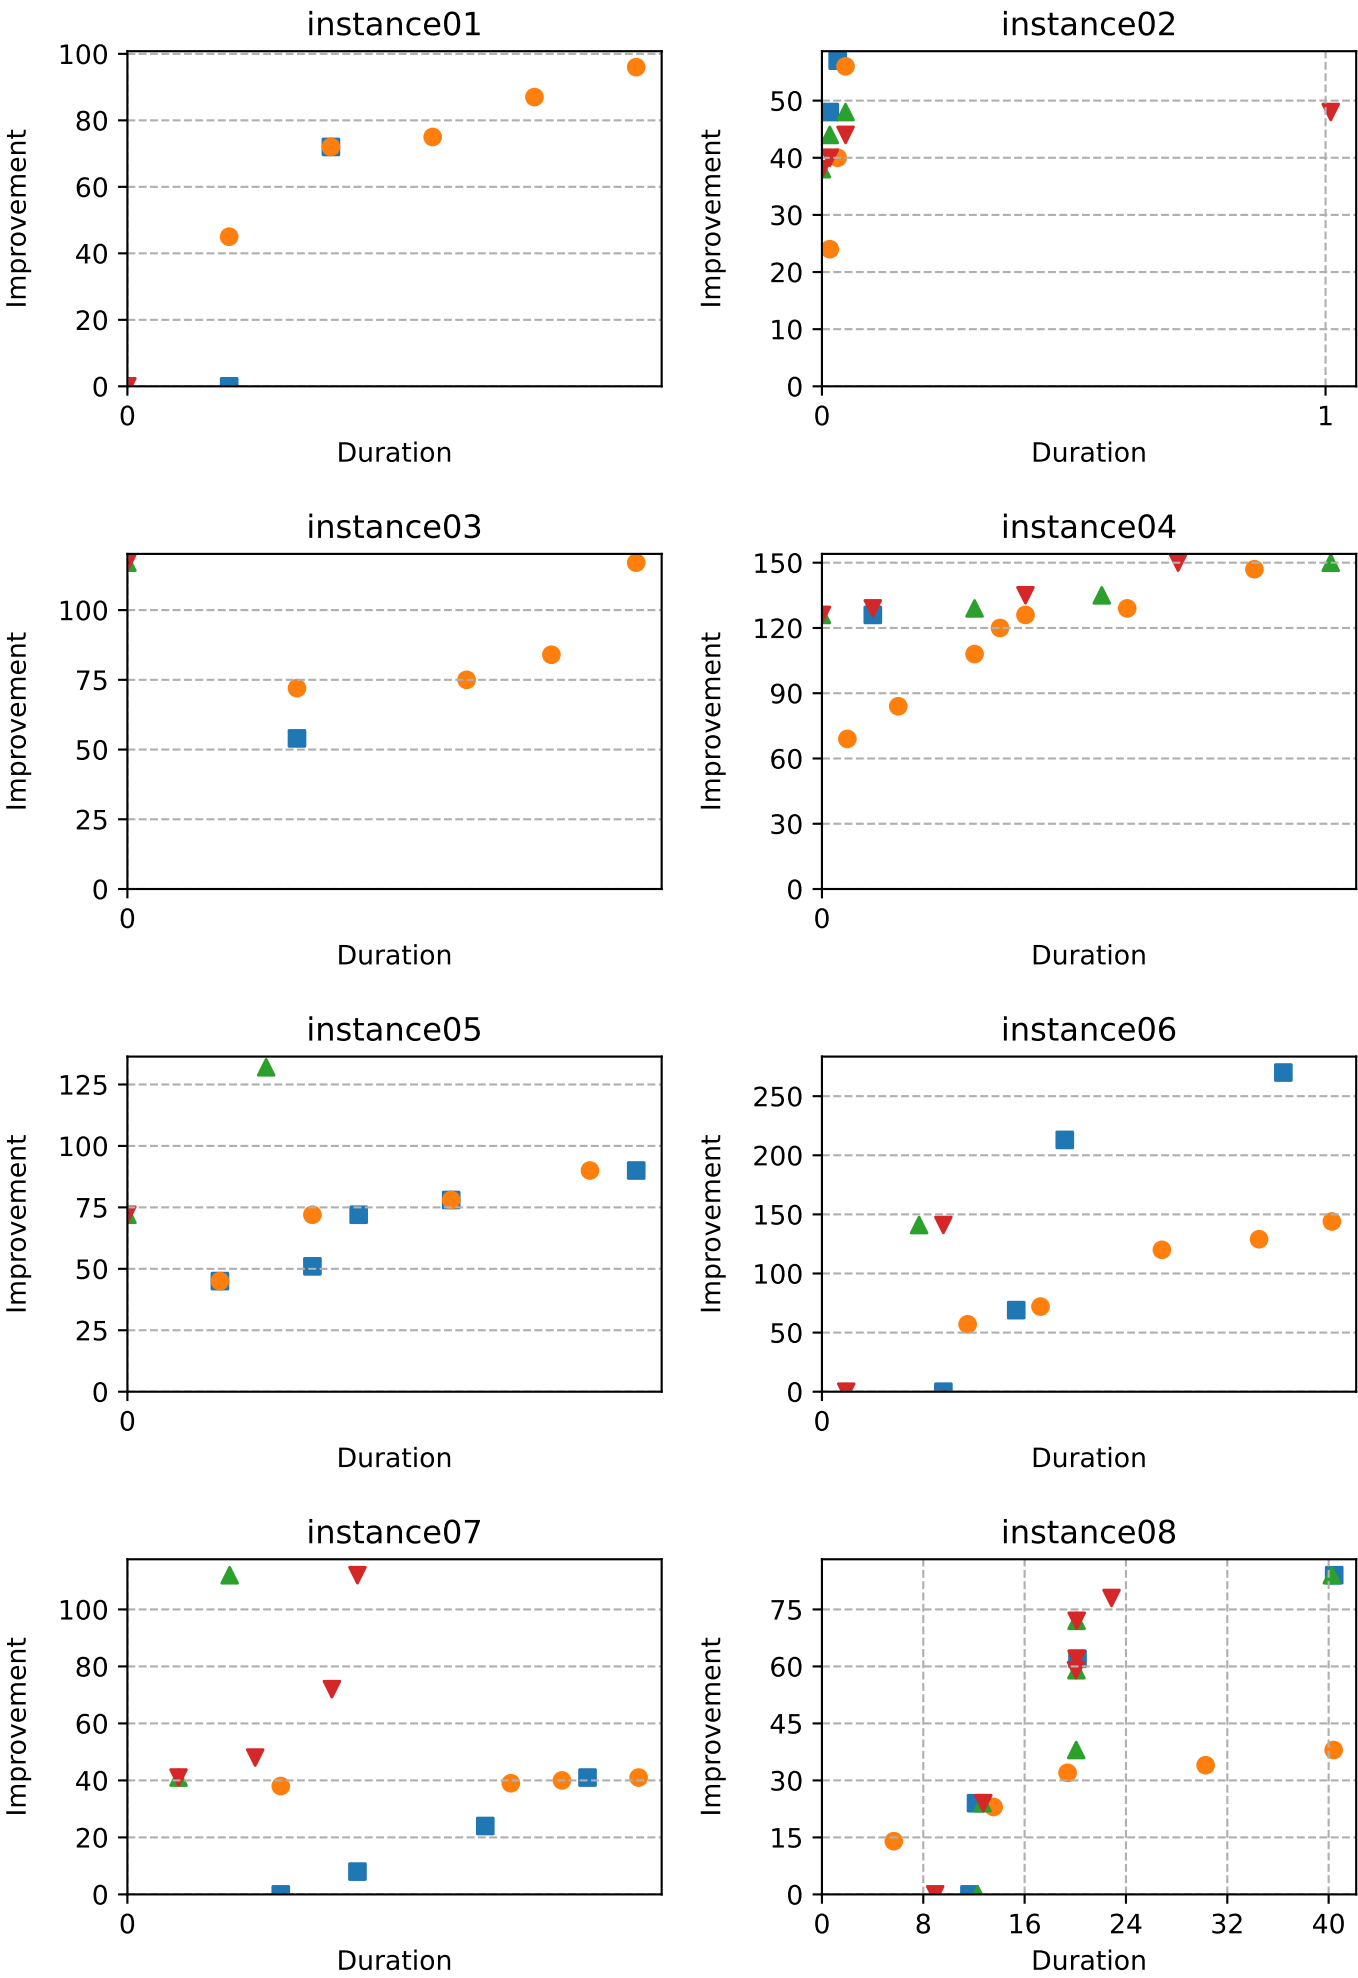 instance01
100
80
60
40
20
0
Improvement
0
Duration
instance02
50
40
30
20
10
0
Improvement
0 1
Duration
instance03
100
75
50
25
0
Improvement
0
Duration
instance04
150
120
90
60
30
0
Improvement
0
Duration
instance05
125
100
75
50
25
0
Improvement
0
Duration
instance06
250
200
150
100
50
0
Improvement
0
Duration
instance07
100
80
60
40
20
0
Improvement
0
Duration
instance08
75
60
45
30
15
0
Improvement
0 8 16 24 32 40
Duration